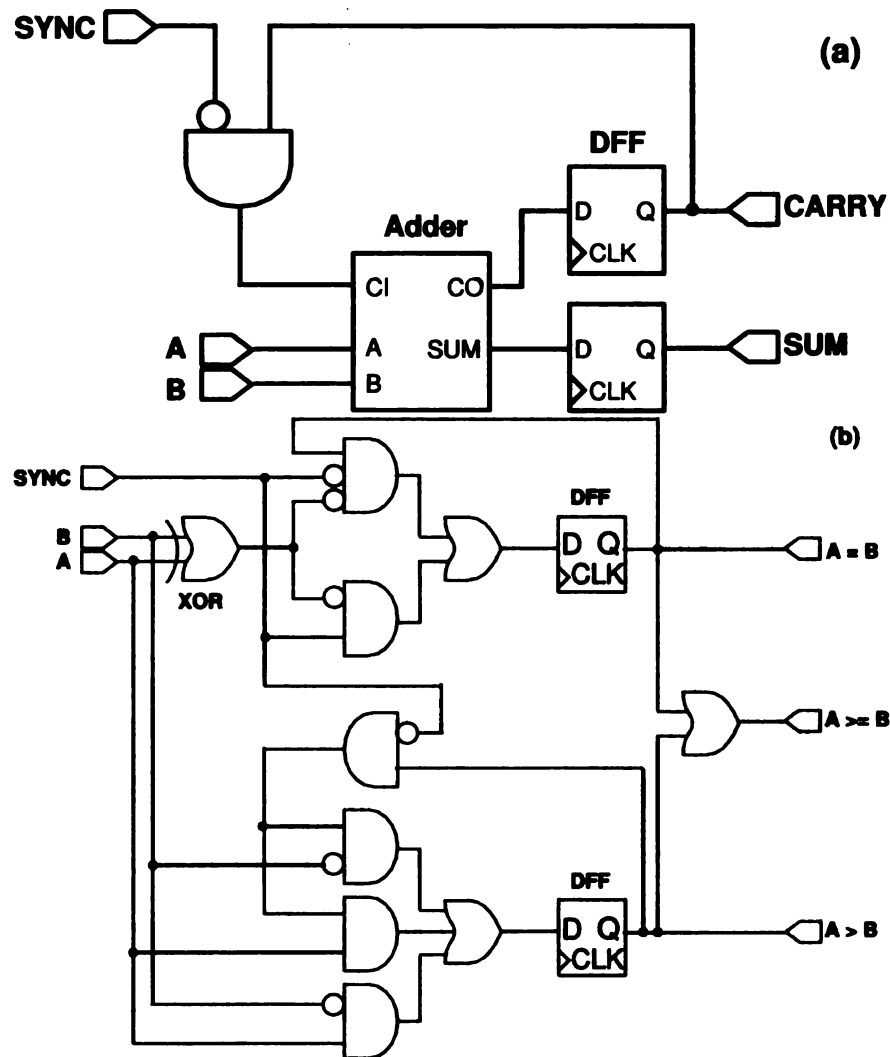 SYNC
(a)
DFF
D Q
CLK
CARRY
Adder
CI CO
A A SUM
B B
D Q
CLK
SUM
(b)
SYNC
DFF
B
A
XOR
D Q
CLK
A = B
A >= B
DFF
D Q
CLK
A > B